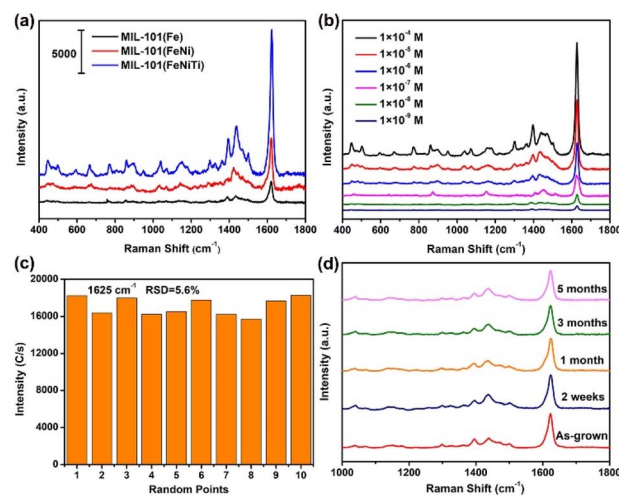 (a)
5000
MIL-101(Fe)
MIL-101(FeNi)
MIL-101(FeNiTi)
Intensity (a.u.)
400 600 800 1000 1200 1400 1600 1800
Raman Shift (cm⁻¹)
(b)
1×10⁻⁴ M
1×10⁻⁵ M
1×10⁻⁶ M
1×10⁻⁷ M
1×10⁻⁸ M
1×10⁻⁹ M
Intensity (a.u.)
400 600 800 1000 1200 1400 1600 1800
Raman Shift (cm⁻¹)
(c)
1625 cm⁻¹ RSD=5.6%
20000
16000
12000
8000
4000
0
Intensity (C/s)
1 2 3 4 5 6 7 8 9 10
Random Points
(d)
5 months
3 months
1 month
2 weeks
As-grown
Intensity (a.u.)
1000 1200 1400 1600 1800
Raman Shift (cm⁻¹)